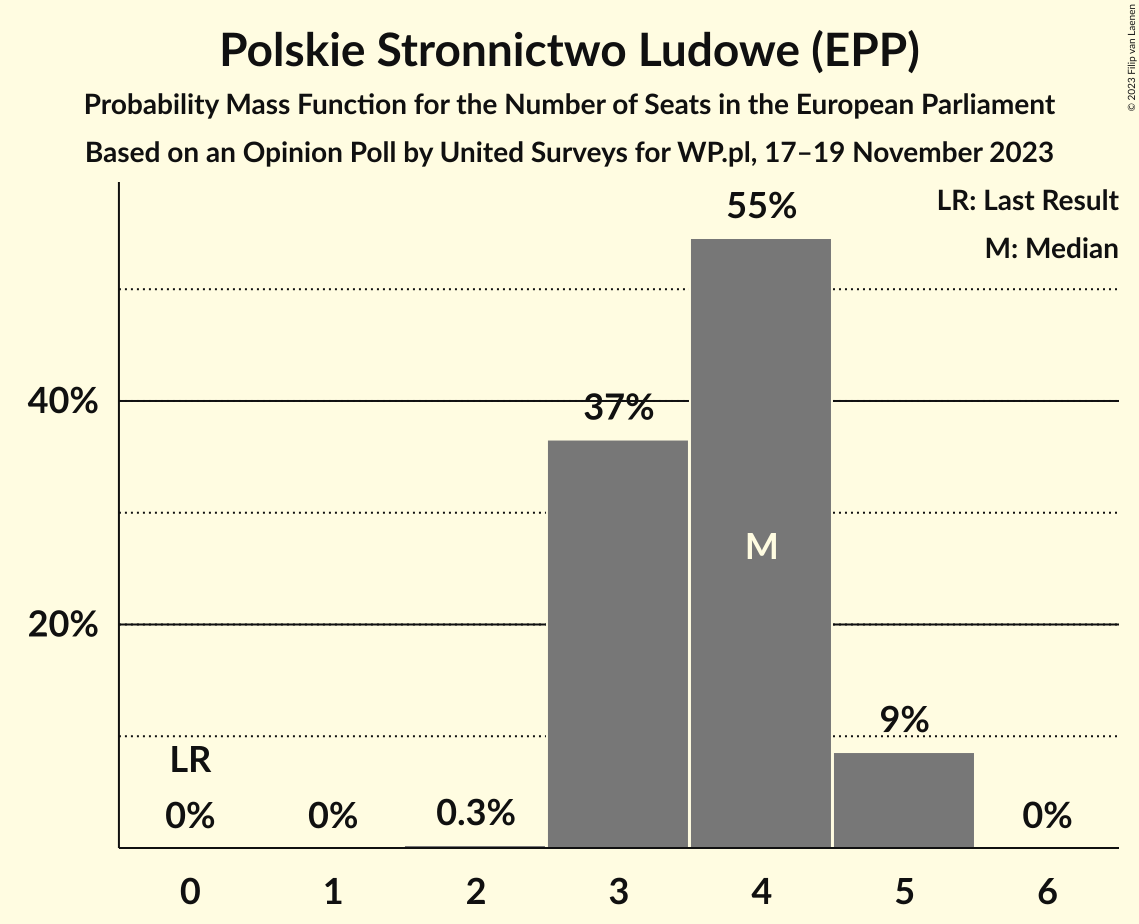 Polskie Stronnictwo Ludowe (EPP)
Probability Mass Function for the Number of Seats in the European Parliament
Based on an Opinion Poll by United Surveys for WP.pl, 17–19 November 2023
© 2023 Filip van Laenen
LR: Last Result
M: Median
55%
40%
37%
M
20%
9%
LR
0%
0%
0.3%
0%
0 1 2 3 4 5 6